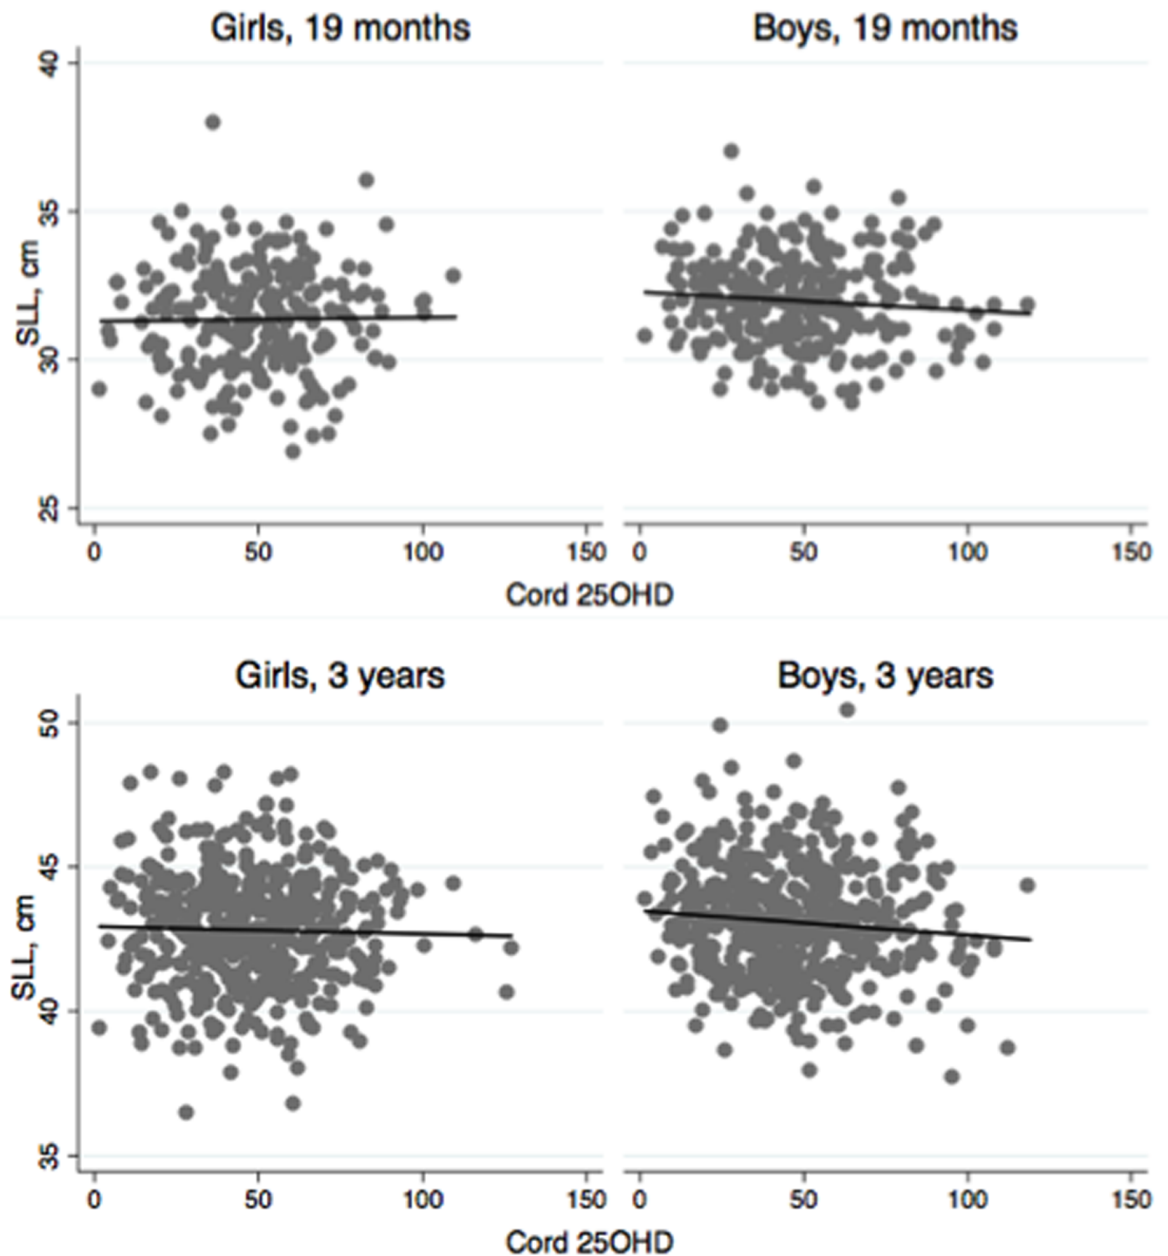 Girls, 19 months
Boys, 19 months
SLL, cm
40
35
30
25
0 50 100 150
0 50 100 150
Cord 25OHD
Girls, 3 years
Boys, 3 years
SLL, cm
50
45
40
35
0 50 100 150
0 50 100 150
Cord 25OHD